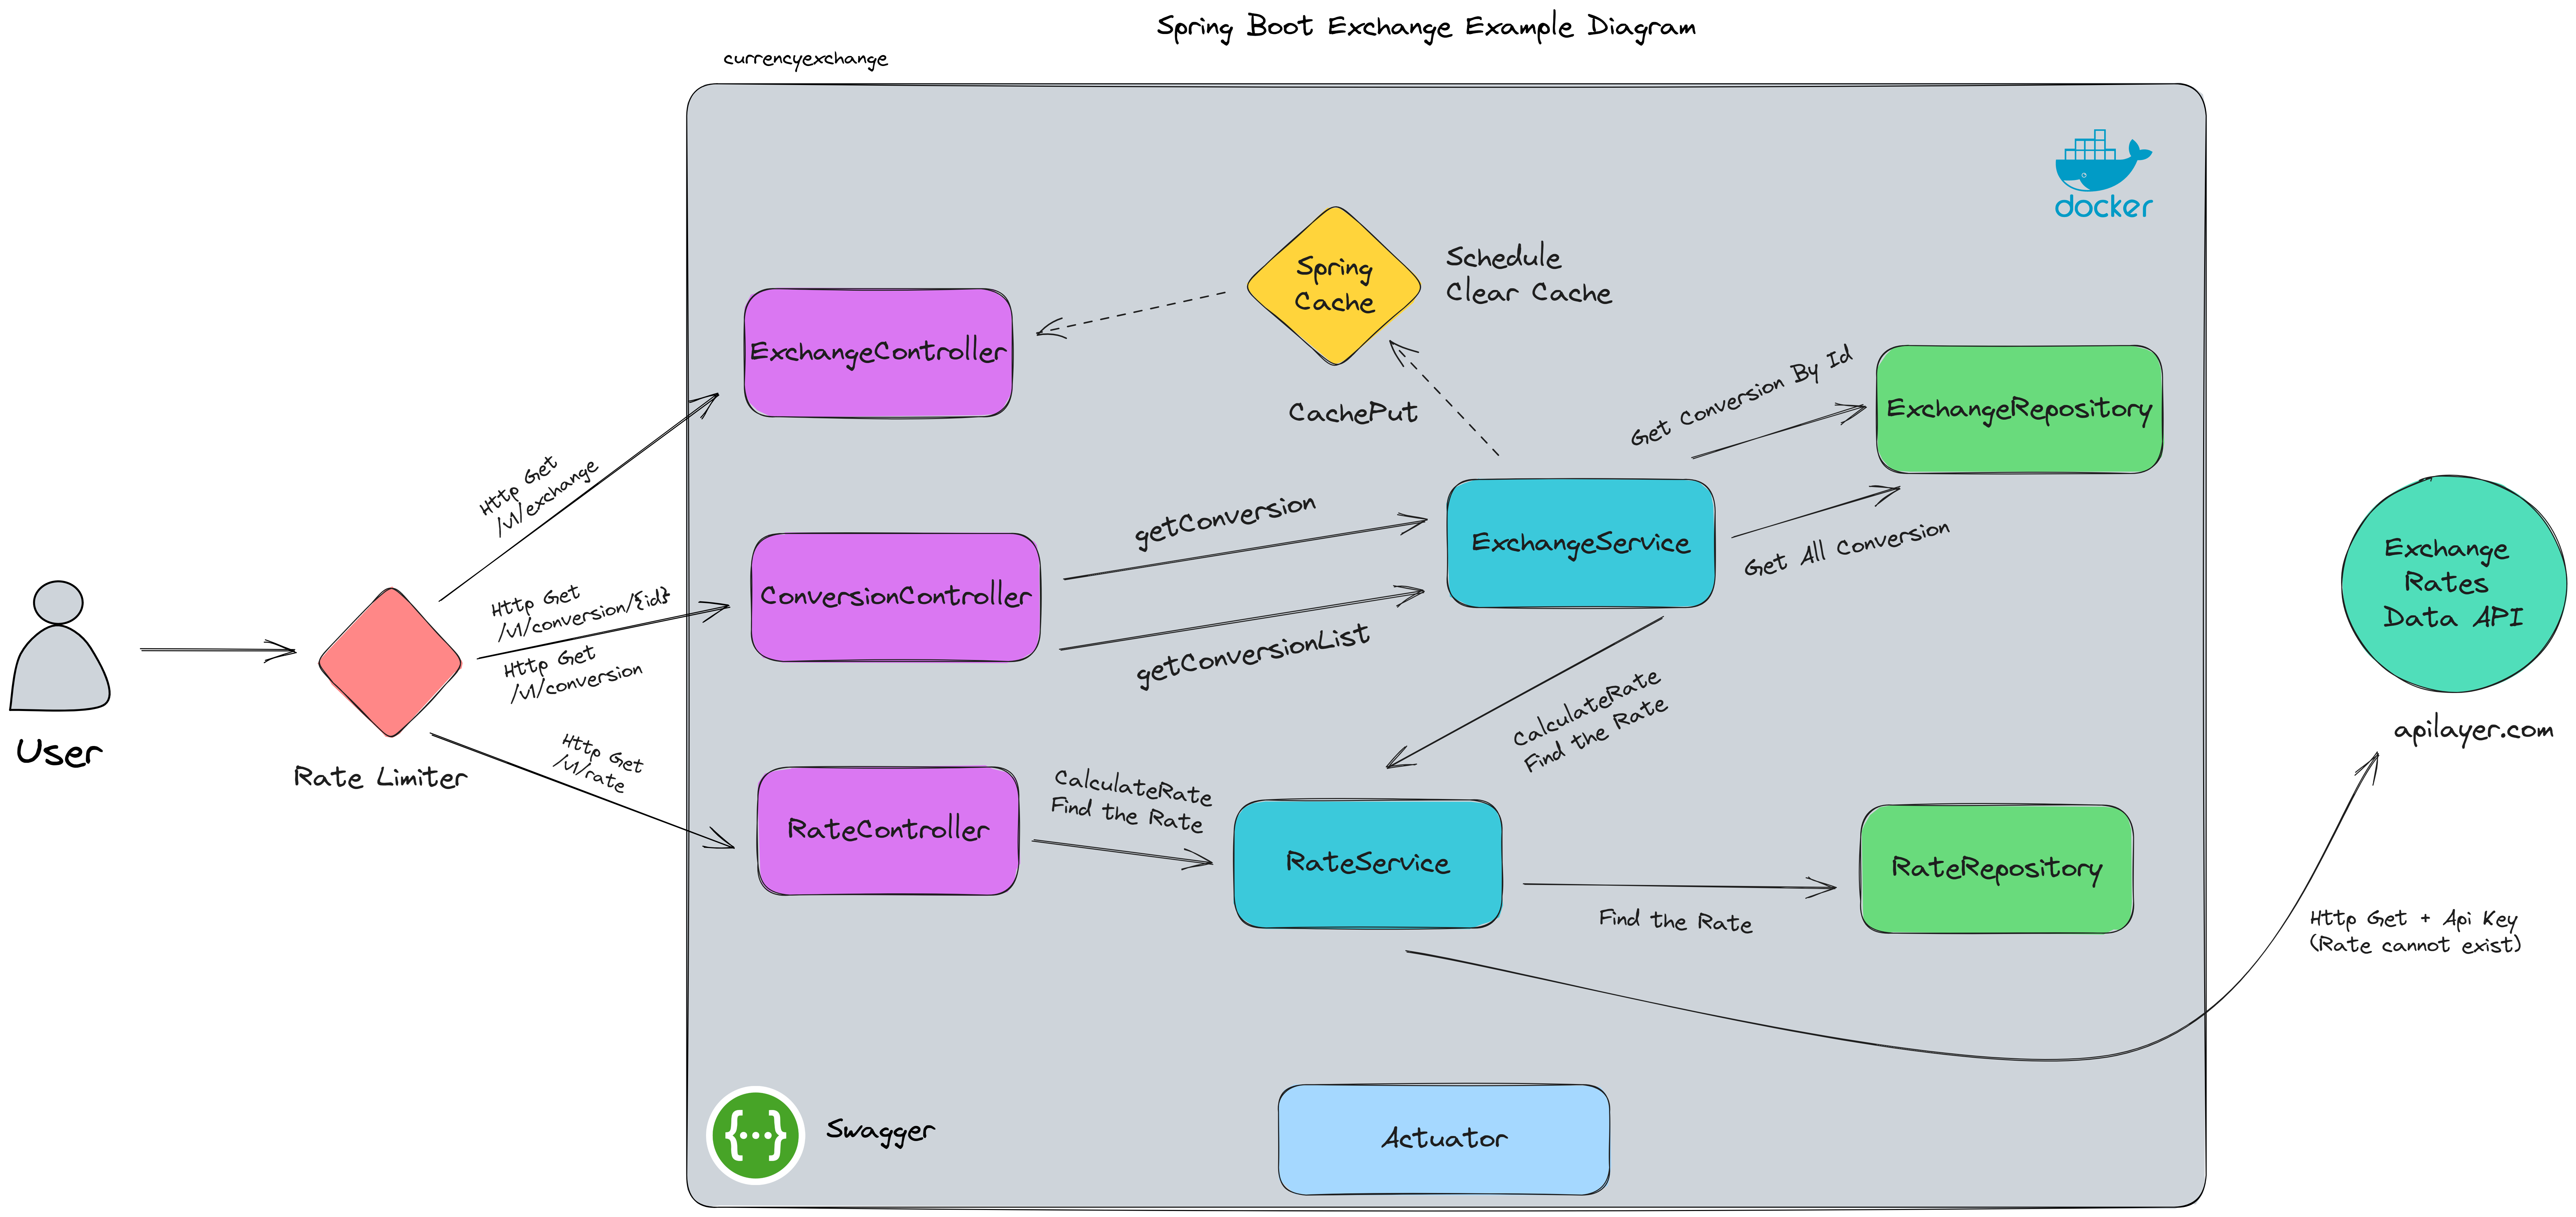 Spring Boot Exchange Example Diagram
currencyexchange
docker
Spring
Cache
Schedule
Clear Cache
ExchangeController
CachePut
Get Conversion By Id
ExchangeRepository
Http Get
/v1/exchange
getConversion
ExchangeService
Get All Conversion
Exchange
Rates
Data API
apilayer.com
Http Get
/v1/conversion/{id}
Http Get
/v1/conversion
ConversionController
getConversionList
User
Rate Limiter
Http Get
/v1/rate
CalculateRate
Find the Rate
RateController
CalculateRate
Find the Rate
RateService
Find the Rate
RateRepository
Http Get + Api Key
(Rate cannot exist)
{...}
Swagger
Actuator